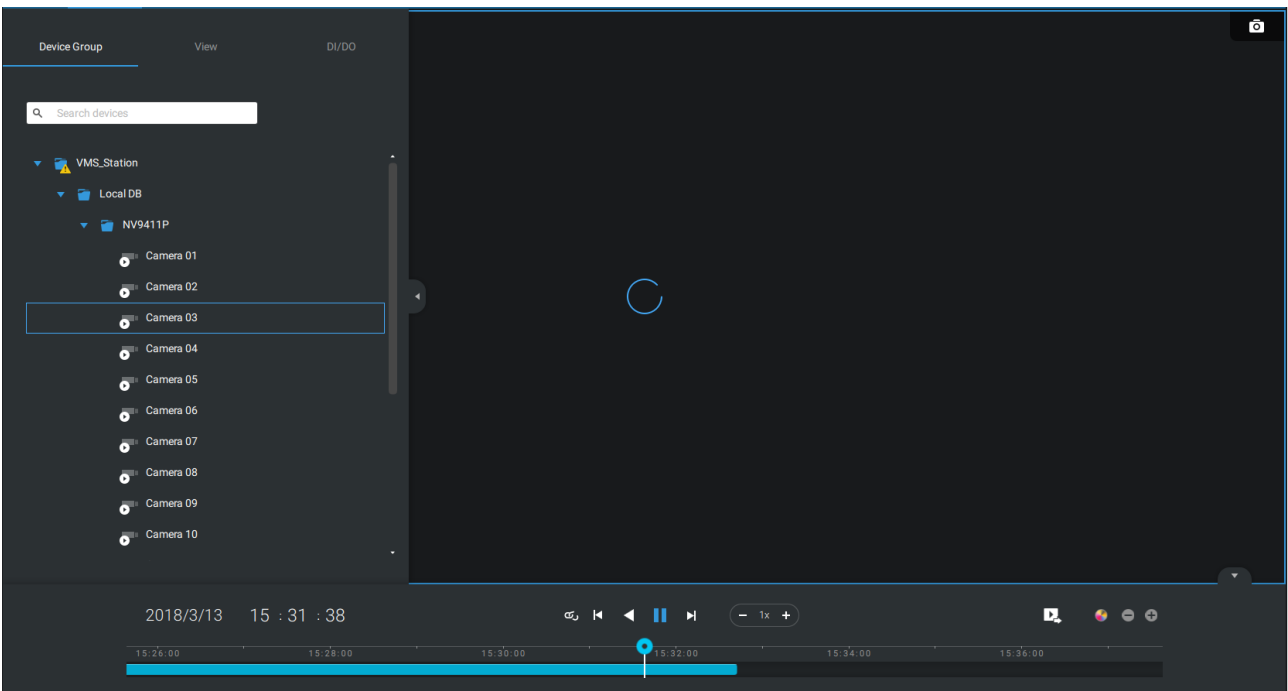 Device Group View DI/DO
Search devices
VMS_Station
Local DB
NV9411P
Camera 01
Camera 02
Camera 03
Camera 04
Camera 05
Camera 06
Camera 07
Camera 08
Camera 09
Camera 10
2018/3/13 15 : 31 : 38 1x
15:26:00 15:28:00 15:30:00 15:32:00 15:34:00 15:36:00